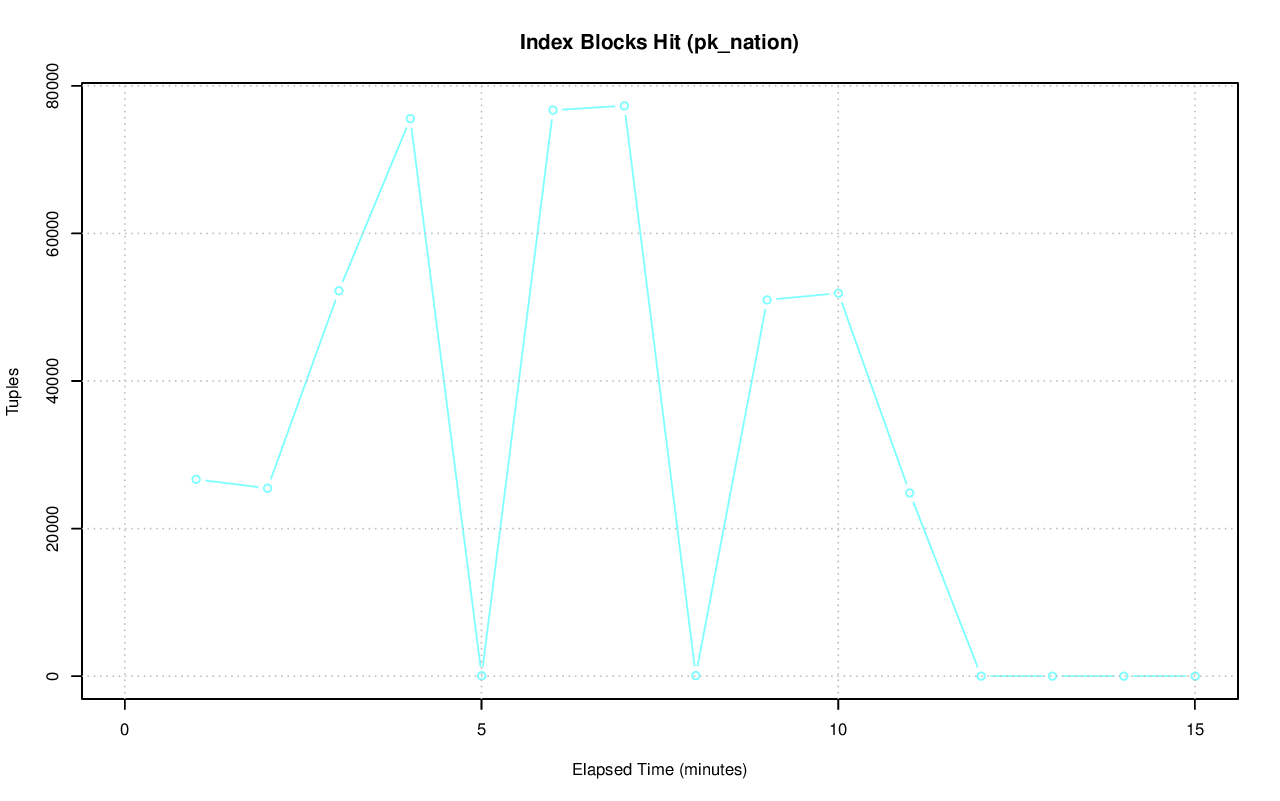 Index Blocks Hit (pk_nation)
80000
60000
40000
20000
0
Tuples
0 5 10 15
Elapsed Time (minutes)